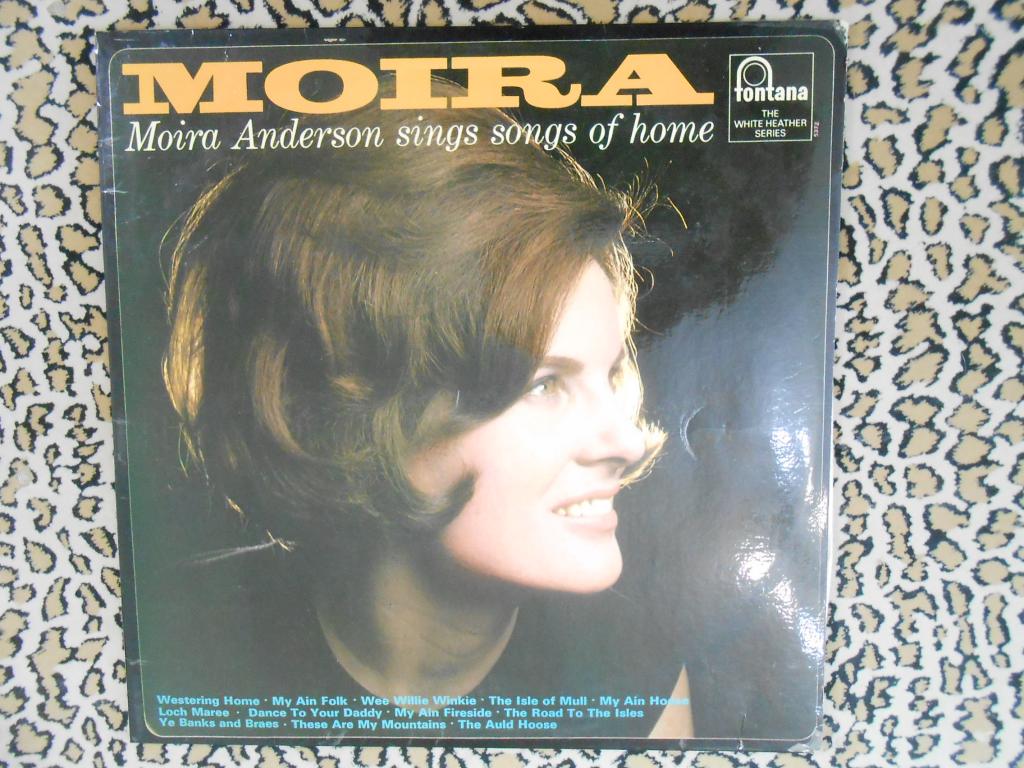 MOIRA
Moira Anderson sings songs of home
fontana
THE
WHITE HEATHER
SERIES
5372
Westering Home · My Ain Folk · Wee Willie Winkie · The Isle of Mull · My Ain House
Loch Maree · Dance To Your Daddy · My Ain Fireside · The Road To The Isles
Ye Banks and Braes · These Are My Mountains · The Auld Hoose